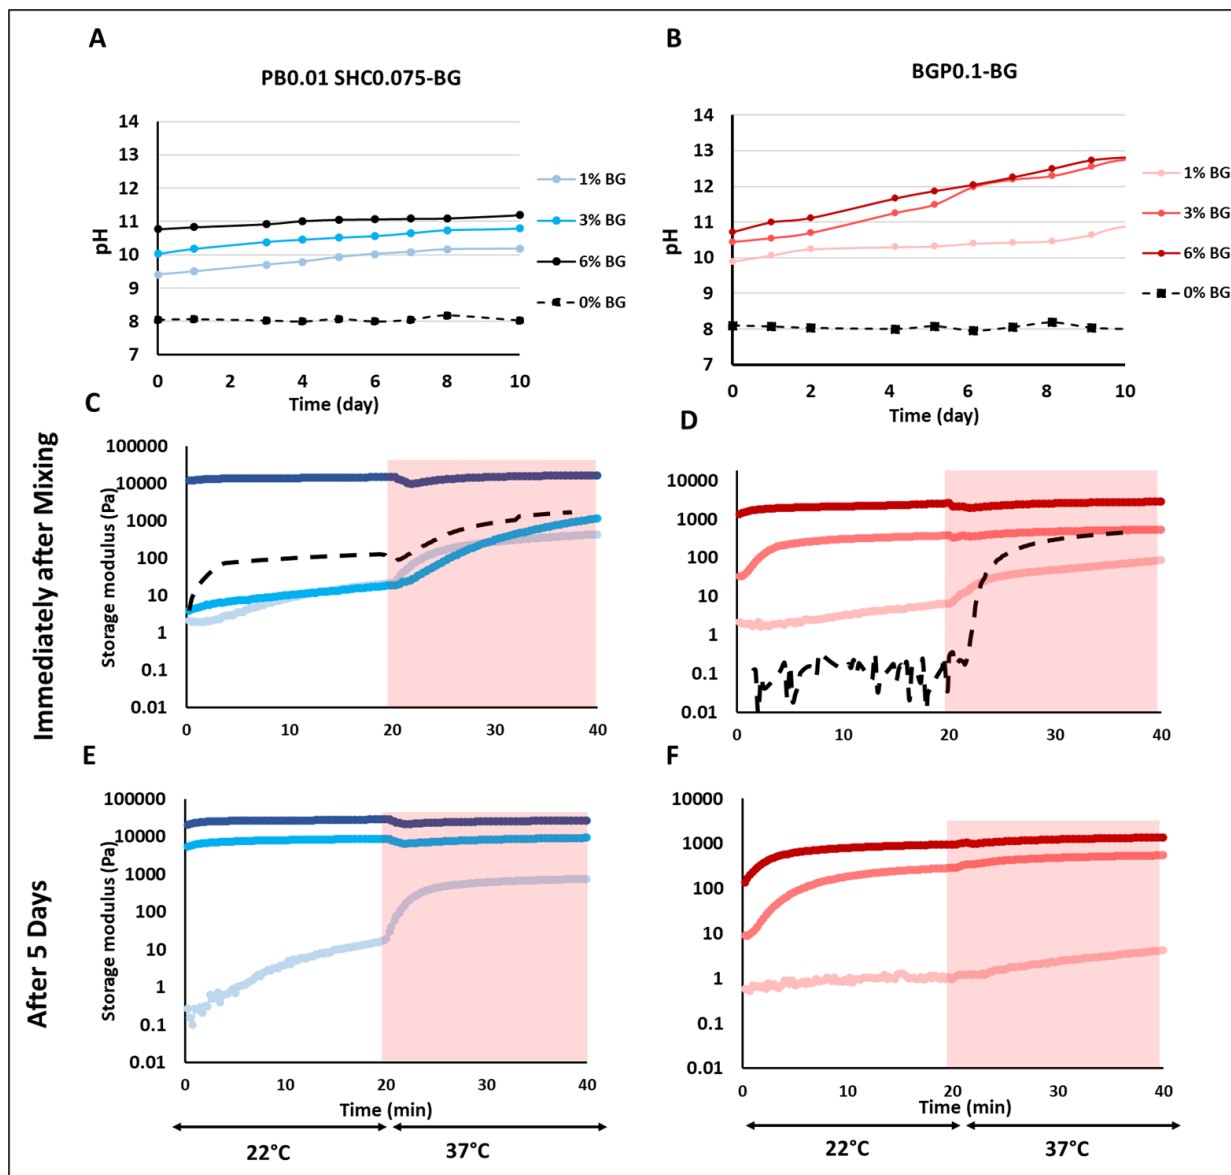 A
PB0.01 SHC0.075-BG
14
13
12
11
10
9
8
7
pH
0
2
4
6
8
10
Time (day)
1% BG
3% BG
6% BG
0% BG
B
BGP0.1-BG
14
13
12
11
10
9
8
7
pH
0
2
4
6
8
10
Time (day)
1% BG
3% BG
6% BG
0% BG
Immediately after Mixing
C
100000
10000
1000
100
10
1
0.1
0.01
Storage modulus (Pa)
0
10
20
30
40
D
10000
1000
100
10
1
0.1
0.01
0
10
20
30
40
After 5 Days
E
100000
10000
1000
100
10
1
0.1
0.01
Storage modulus (Pa)
0
10
20
30
40
Time (min)
22°C
37°C
F
10000
1000
100
10
1
0.1
0.01
0
10
20
30
40
Time (min)
22°C
37°C